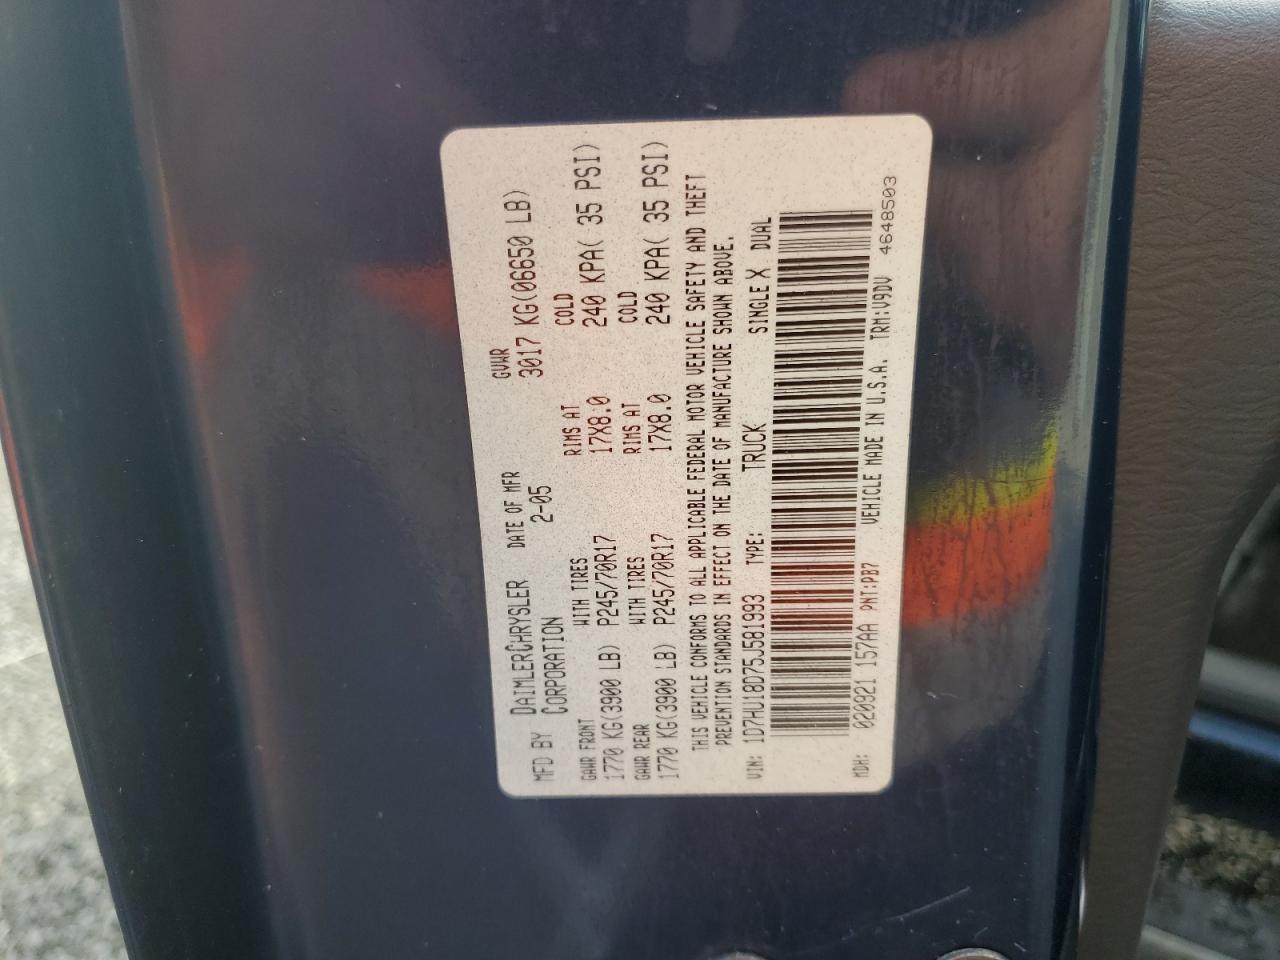 MFD BY DAIMLERCHRYSLER CORPORATION DATE OF MFR 2-05 GVWR 3017 KG(06650 LB)
GAWR FRONT WITH TIRES RIMS AT COLD
1770 KG(3900 LB) P245/70R17 17X8.0 240 KPA( 35 PSI)
GAWR REAR WITH TIRES RIMS AT COLD
1770 KG(3900 LB) P245/70R17 17X8.0 240 KPA( 35 PSI)
THIS VEHICLE CONFORMS TO ALL APPLICABLE FEDERAL MOTOR VEHICLE SAFETY AND THEFT
PREVENTION STANDARDS IN EFFECT ON THE DATE OF MANUFACTURE SHOWN ABOVE.
VIN: 1D7HU18D75J581993 TYPE: TRUCK SINGLE X DUAL
MDH: 020921 157AA PNT:PB7 VEHICLE MADE IN U.S.A. TRM:V9DV 4648503